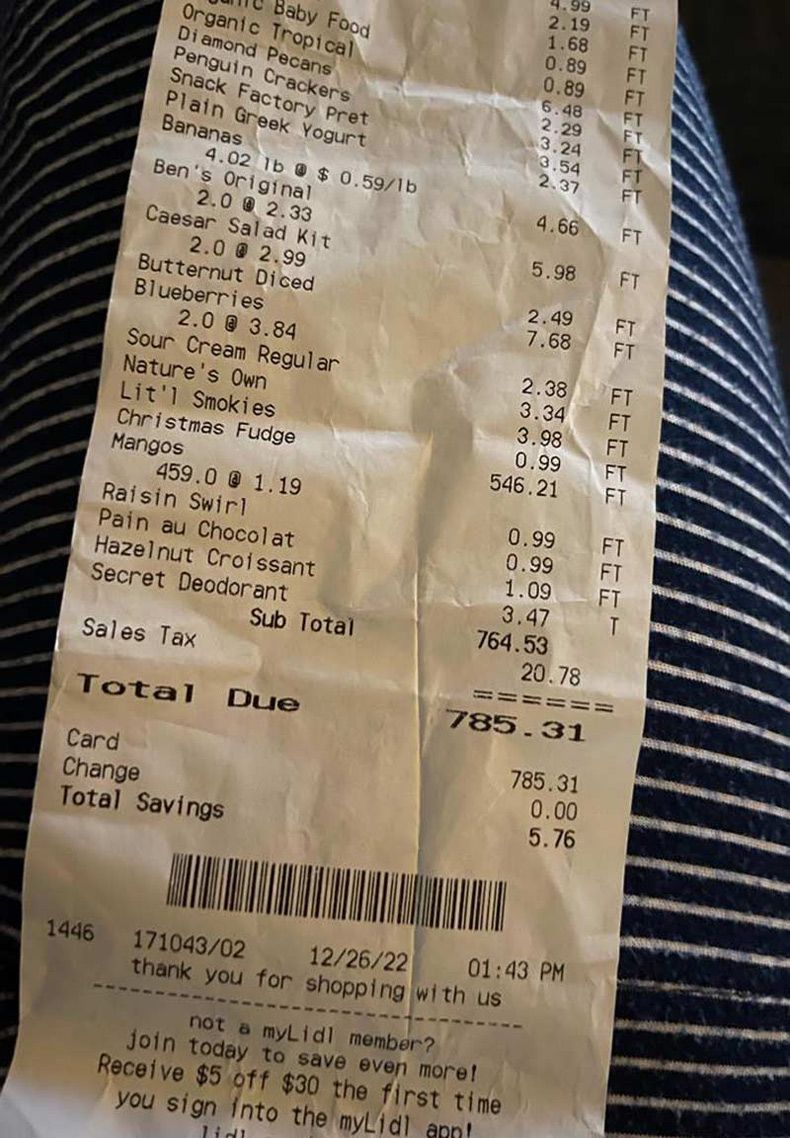 4.99 FT
2.19 FT
1.68 FT
Baby Food 0.89 FT
Organic Tropical 0.89 FT
Diamond Pecans 6.48 FT
Penguin Crackers 2.29 FT
Snack Factory Pret 3.24 FT
Plain Greek Yogurt 3.54 FT
Bananas 2.37 FT
4.02 lb @ $ 0.59/lb
Ben's Original 4.66 FT
2.0 @ 2.33
Caesar Salad Kit 5.98 FT
2.0 @ 2.99
Butternut Diced 2.49 FT
Blueberries 7.68 FT
2.0 @ 3.84
Sour Cream Regular 2.38 FT
Nature's Own 3.34 FT
Lit'l Smokies 3.98 FT
Christmas Fudge 0.99 FT
Mangos 546.21 FT
459.0 @ 1.19
Raisin Swirl 0.99 FT
Pain au Chocolat 0.99 FT
Hazelnut Croissant 1.09 FT
Secret Deodorant 3.47 T
Sub Total 764.53
Sales Tax 20.78
======
Total Due 785.31
Card 785.31
Change 0.00
Total Savings 5.76
1446 171043/02 12/26/22 01:43 PM
thank you for shopping with us
--------------------------------
not a myLidl member?
join today to save even more!
Receive $5 off $30 the first time
you sign into the myLidl app!